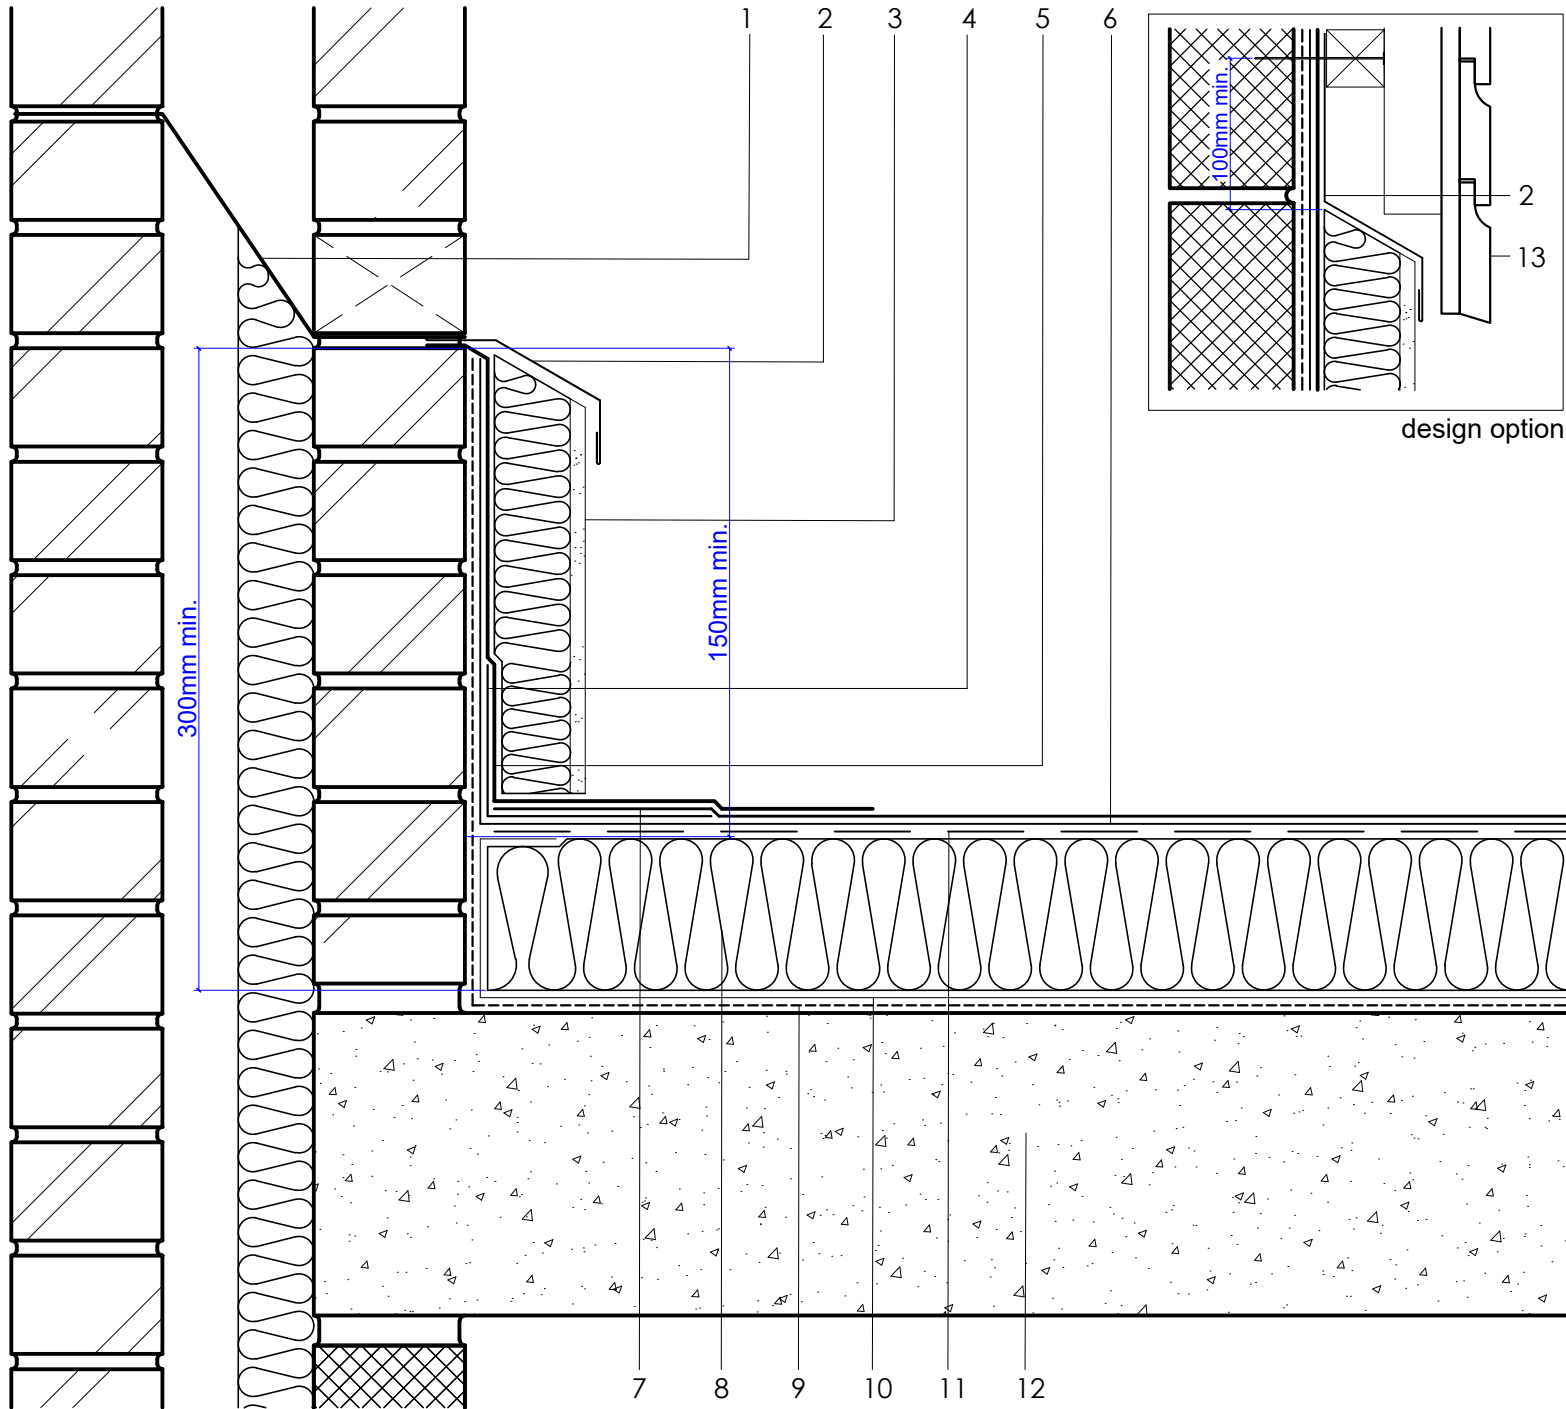 1 2 3 4 5 6
100mm min.
2
13
design option
300mm min.
150mm min.
7 8 9 10 11 12